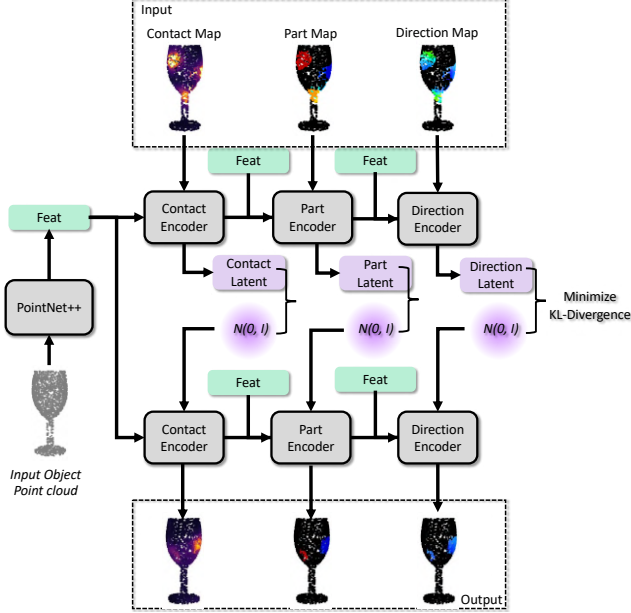 Input
Contact Map
Part Map
Direction Map
Feat
Feat
Feat
Contact
Encoder
Part
Encoder
Direction
Encoder
Contact
Latent
Part
Latent
Direction
Latent
PointNet++
Minimize
KL-Divergence
N(0, I)
N(0, I)
N(0, I)
Feat
Feat
Contact
Encoder
Part
Encoder
Direction
Encoder
Input Object
Point cloud
Output